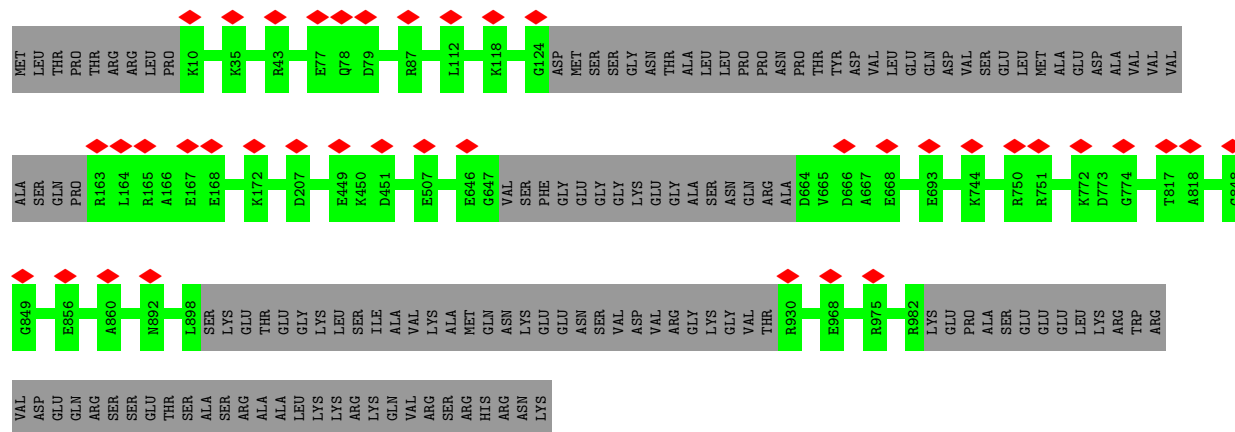 MET LEU THR PRO THR ARG ARG LEU PRO K10 K35 R43 E77 Q78 D79 R87 L112 K118 G124 ASP MET SER SER GLY ASN THR ALA LEU LEU PRO PRO ASN PRO THR TYR ASP VAL LEU GLU GLN ASP VAL SER GLU LEU MET ALA GLU ASP ALA VAL VAL VAL
ALA SER GLN PRO R163 L164 R165 A166 E167 E168 K172 D207 E449 K450 D451 E507 E646 G647 VAL SER PHE GLY GLU GLY GLY LYS GLU GLY ALA SER ASN GLN ARG ALA D664 V665 D666 A667 E668 E693 K744 R750 R751 K772 D773 G774 T817 A818
G849 E856 A860 N892 L898 SER LYS GLU THR GLU GLY LYS LEU SER ILE ALA VAL LYS ALA MET GLN ASN LYS GLU GLU ASN SER VAL ASP VAL ARG GLY LYS GLY VAL THR R930 E968 R975 R982 LYS GLU PRO ALA SER GLU GLU GLU LEU LYS ARG TRP ARG
VAL ASP GLU GLN ARG SER SER GLU THR SER ALA SER ARG ALA ALA LEU LYS LYS ARG LYS GLN VAL ARG SER ARG HIS ARG ASN LYS